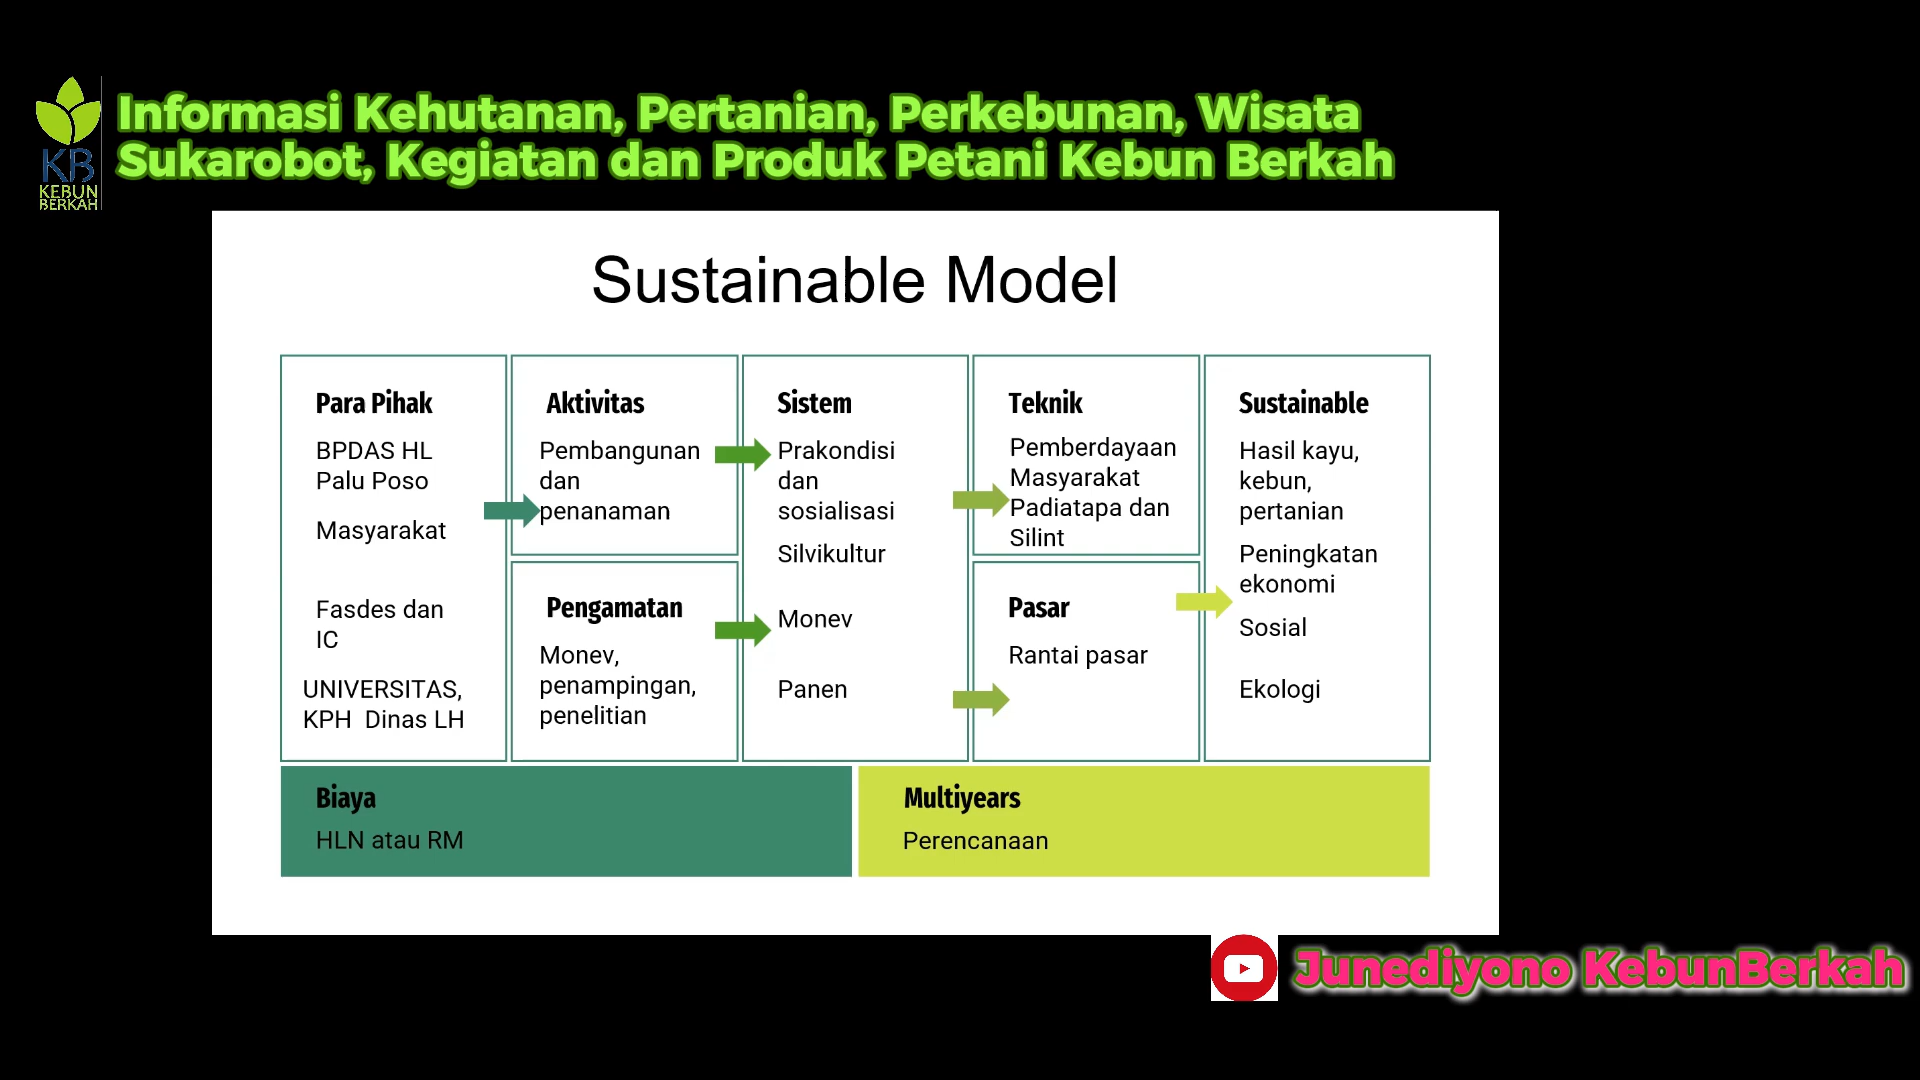 KB
KEBUN
BERKAH
Informasi Kehutanan, Pertanian, Perkebunan, Wisata
Sukarobot, Kegiatan dan Produk Petani Kebun Berkah
Sustainable Model
Para Pihak
BPDAS HL
Palu Poso
Masyarakat
Fasdes dan
IC
UNIVERSITAS,
KPH Dinas LH
Aktivitas
Pembangunan
dan
penanaman
Pengamatan
Monev,
penampingan,
penelitian
Sistem
Prakondisi
dan
sosialisasi
Silvikultur
Monev
Panen
Teknik
Pemberdayaan
Masyarakat
Padiatapa dan
Silint
Pasar
Rantai pasar
Sustainable
Hasil kayu,
kebun,
pertanian
Peningkatan
ekonomi
Sosial
Ekologi
Biaya
HLN atau RM
Multiyears
Perencanaan
Junediyono KebunBerkah